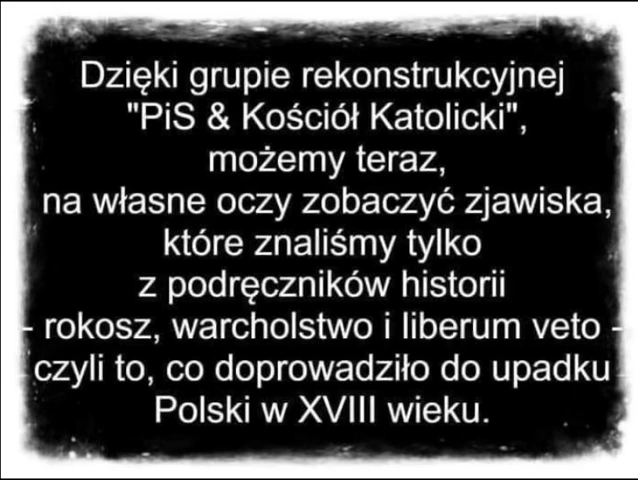 Dzięki grupie rekonstrukcyjnej
"PiS & Kościół Katolicki",
możemy teraz,
na własne oczy zobaczyć zjawiska,
które znaliśmy tylko
z podręczników historii
- rokosz, warcholstwo i liberum veto -
czyli to, co doprowadziło do upadku
Polski w XVIII wieku.